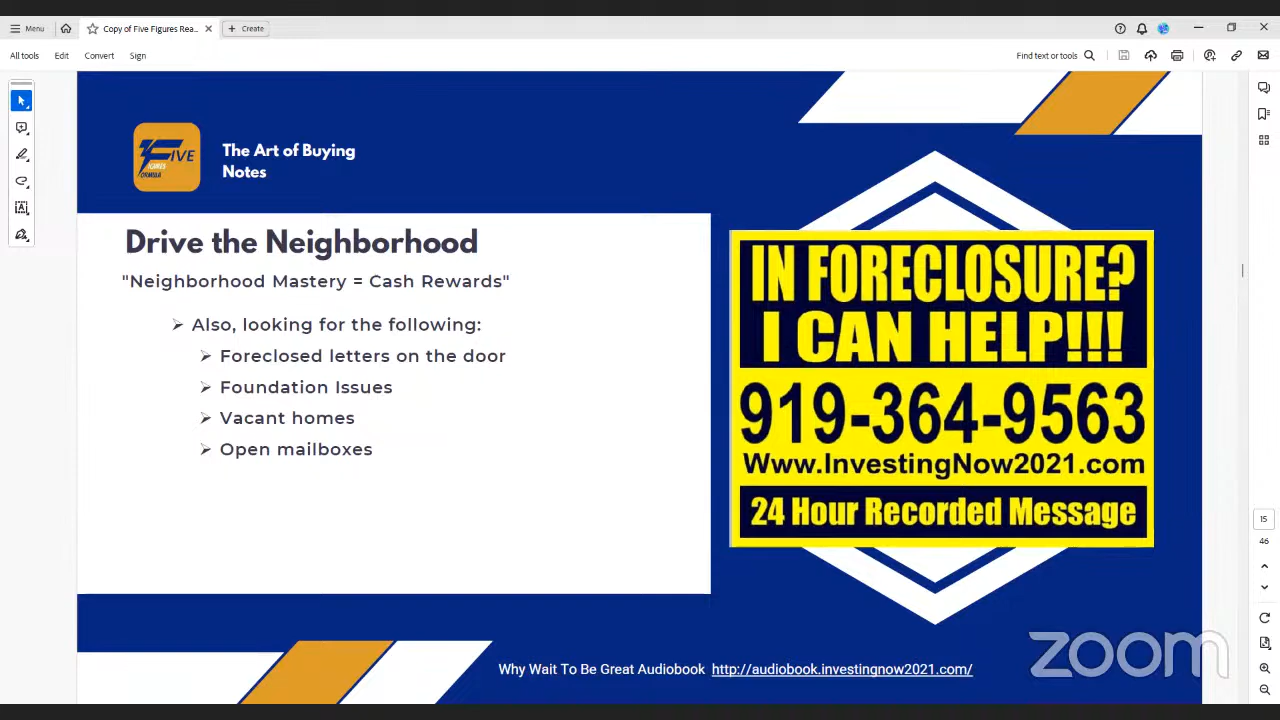 Menu
Copy of Five Figures Rea...
Create
All tools
Edit
Convert
Sign
Find text or tools
FIVE
IGURES
ORMULA
The Art of Buying
Notes
Drive the Neighborhood
"Neighborhood Mastery = Cash Rewards"
Also, looking for the following:
Foreclosed letters on the door
Foundation Issues
Vacant homes
Open mailboxes
IN FORECLOSURE?
I CAN HELP!!!
919-364-9563
Www.InvestingNow2021.com
24 Hour Recorded Message
15
46
Why Wait To Be Great Audiobook http://audiobook.investingnow2021.com/
zoom